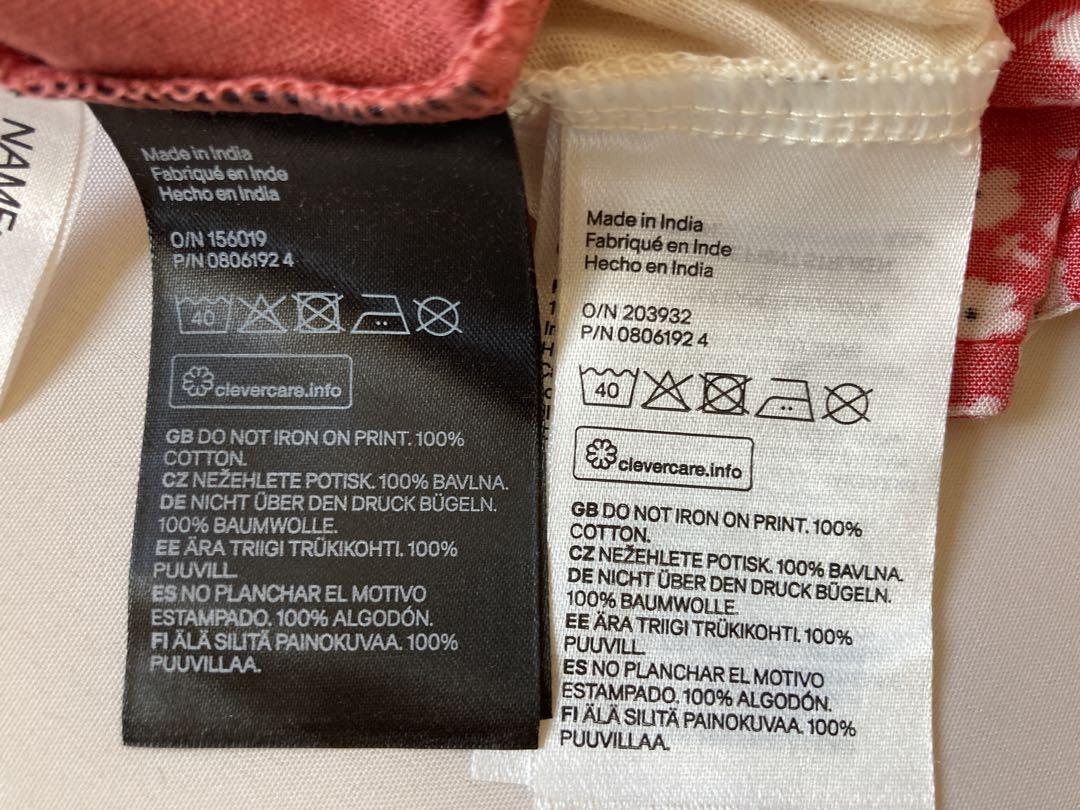 NAME
Made in India
Fabriqué en Inde
Hecho en India
O/N 156019
P/N 0806192 4
40
clevercare.info
GB DO NOT IRON ON PRINT. 100%
COTTON.
CZ NEŽEHLETE POTISK. 100% BAVLNA.
DE NICHT ÜBER DEN DRUCK BÜGELN.
100% BAUMWOLLE.
EE ÄRA TRIIGI TRÜKIKOHTI. 100%
PUUVILL.
ES NO PLANCHAR EL MOTIVO
ESTAMPADO. 100% ALGODÓN.
FI ÄLÄ SILITÄ PAINOKUVAA. 100%
PUUVILLAA.
Made in India
Fabriqué en Inde
Hecho en India
O/N 203932
P/N 0806192 4
40
clevercare.info
GB DO NOT IRON ON PRINT. 100%
COTTON.
CZ NEŽEHLETE POTISK. 100% BAVLNA.
DE NICHT ÜBER DEN DRUCK BÜGELN.
100% BAUMWOLLE.
EE ÄRA TRIIGI TRÜKIKOHTI. 100%
PUUVILL.
ES NO PLANCHAR EL MOTIVO
ESTAMPADO. 100% ALGODÓN.
FI ÄLÄ SILITÄ PAINOKUVAA. 100%
PUUVILLAA.